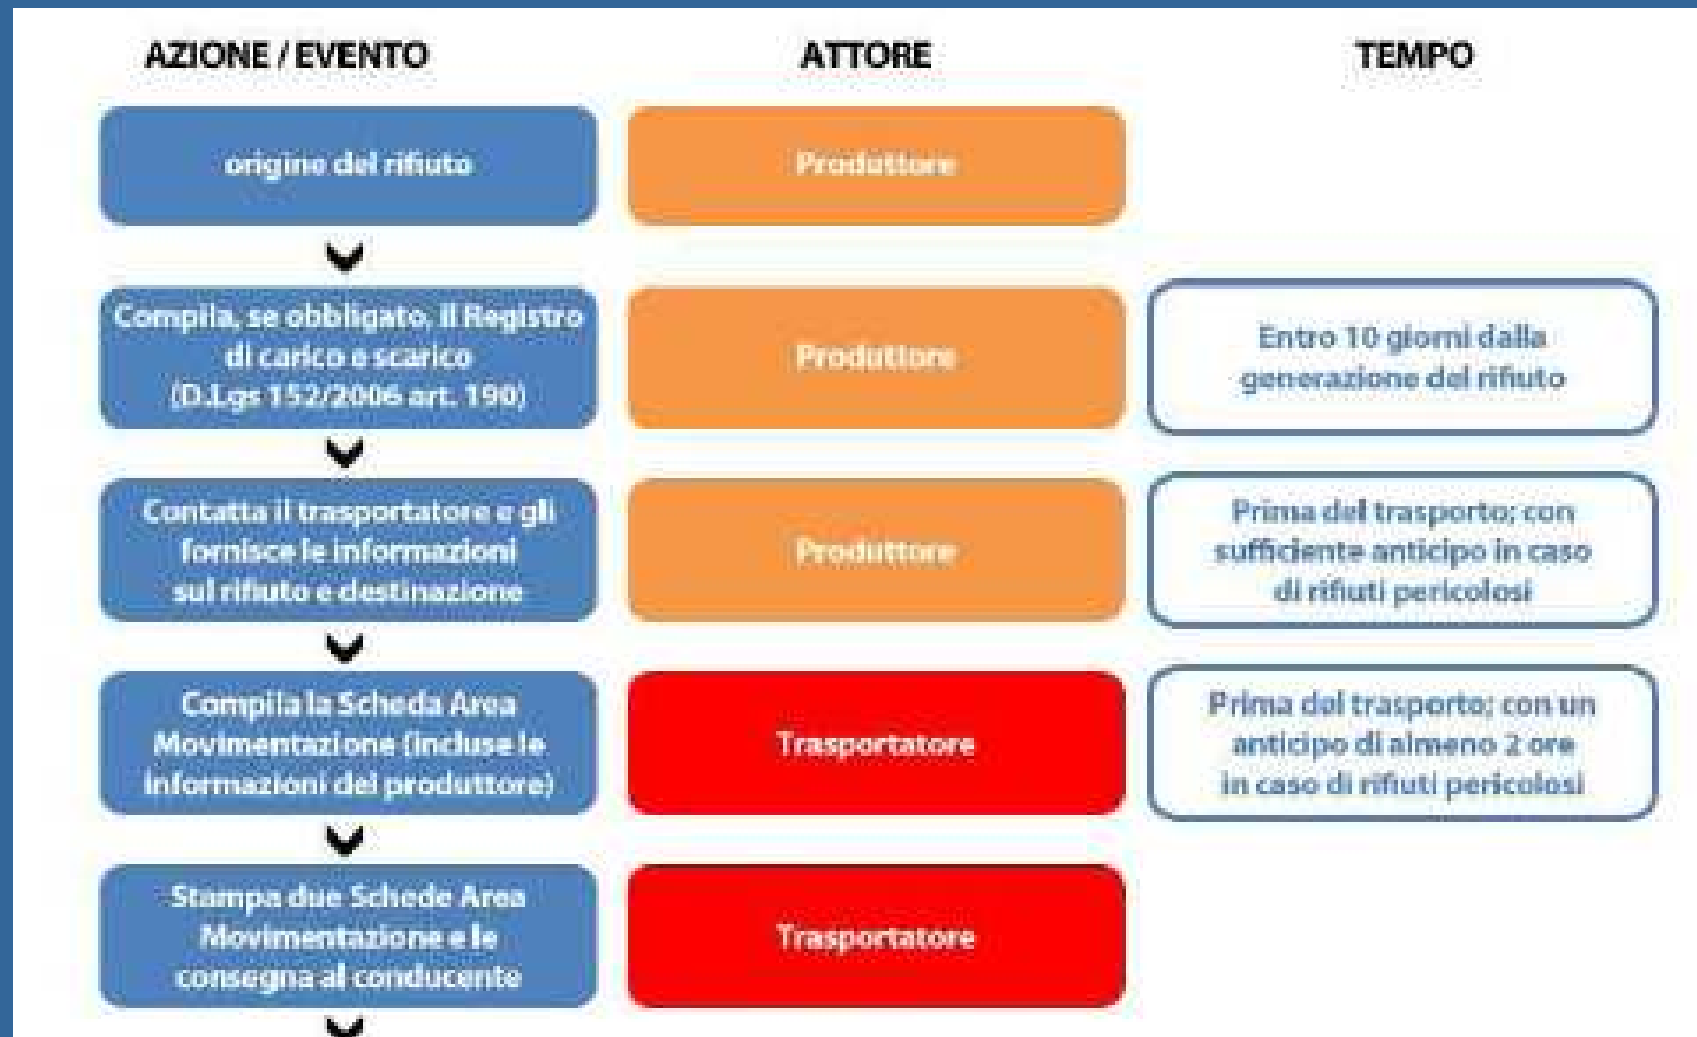 AZIONE / EVENTO
ATTORE
TEMPO
origine del rifiuto
Produttore
Compila, se obbligato, il Registro
di carico e scarico
(D.Lgs 152/2006 art. 190)
Produttore
Entro 10 giorni dalla
generazione del rifiuto
Contatta il trasportatore e gli
fornisce le informazioni
sul rifiuto e destinazione
Produttore
Prima del trasporto; con
sufficiente anticipo in caso
di rifiuti pericolosi
Compila la Scheda Area
Movimentazione (incluse le
informazioni del produttore)
Trasportatore
Prima del trasporto; con un
anticipo di almeno 2 ore
in caso di rifiuti pericolosi
Stampa due Schede Area
Movimentazione e le
consegna al conducente
Trasportatore